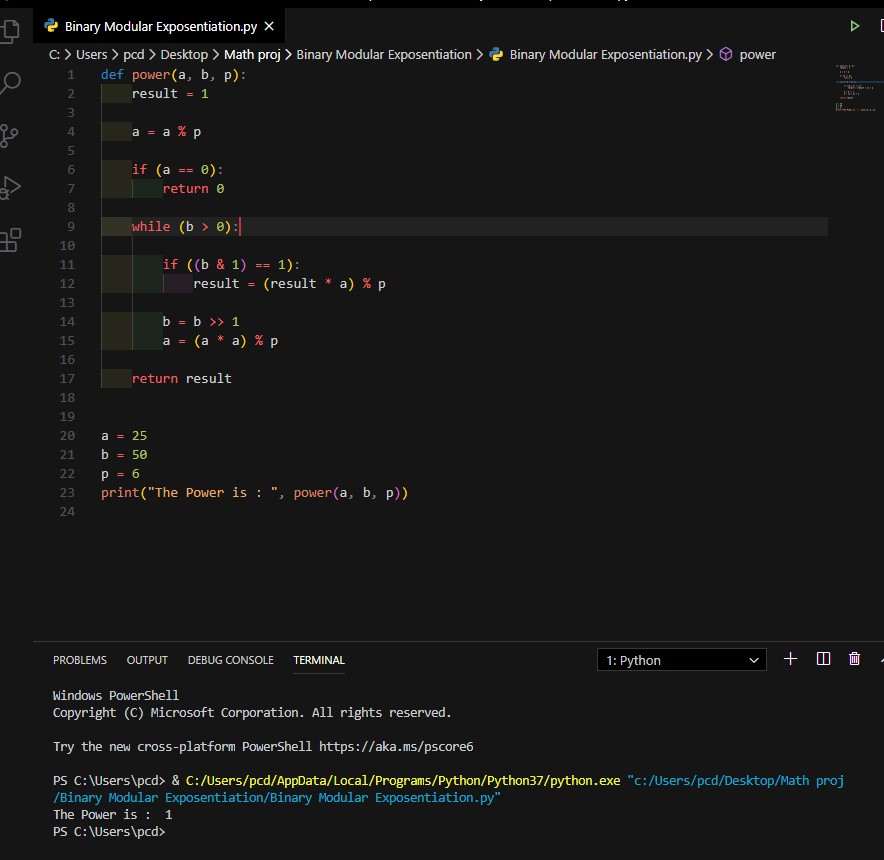 Binary Modular Exposentiation.py
C: > Users > pcd > Desktop > Math proj > Binary Modular Exposentiation > Binary Modular Exposentiation.py > power
1 def power(a, b, p):
2 result = 1
3
4 a = a % p
5
6 if (a == 0):
7 return 0
8
9 while (b > 0):
10
11 if ((b & 1) == 1):
12 result = (result * a) % p
13
14 b = b >> 1
15 a = (a * a) % p
16
17 return result
18
19
20 a = 25
21 b = 50
22 p = 6
23 print("The Power is : ", power(a, b, p))
24
PROBLEMS OUTPUT DEBUG CONSOLE TERMINAL 1: Python
Windows PowerShell
Copyright (C) Microsoft Corporation. All rights reserved.
Try the new cross-platform PowerShell https://aka.ms/pscore6
PS C:\Users\pcd> & C:/Users/pcd/AppData/Local/Programs/Python/Python37/python.exe "c:/Users/pcd/Desktop/Math proj
/Binary Modular Exposentiation/Binary Modular Exposentiation.py"
The Power is :  1
PS C:\Users\pcd>